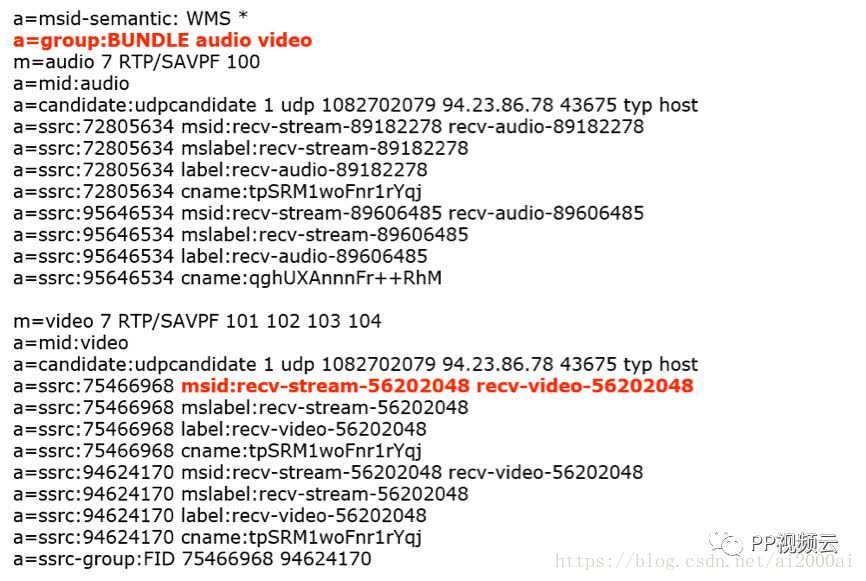 a=msid-semantic: WMS *
a=group:BUNDLE audio video
m=audio 7 RTP/SAVPF 100
a=mid:audio
a=candidate:udpcandidate 1 udp 1082702079 94.23.86.78 43675 typ host
a=ssrc:72805634 msid:recv-stream-89182278 recv-audio-89182278
a=ssrc:72805634 mslabel:recv-stream-89182278
a=ssrc:72805634 label:recv-audio-89182278
a=ssrc:72805634 cname:tpSRM1woFnr1rYqj
a=ssrc:95646534 msid:recv-stream-89606485 recv-audio-89606485
a=ssrc:95646534 mslabel:recv-stream-89606485
a=ssrc:95646534 label:recv-audio-89606485
a=ssrc:95646534 cname:qghUXAnnnFr++RhM
m=video 7 RTP/SAVPF 101 102 103 104
a=mid:video
a=candidate:udpcandidate 1 udp 1082702079 94.23.86.78 43675 typ host
a=ssrc:75466968 msid:recv-stream-56202048 recv-video-56202048
a=ssrc:75466968 mslabel:recv-stream-56202048
a=ssrc:75466968 label:recv-video-56202048
a=ssrc:75466968 cname:tpSRM1woFnr1rYqj
a=ssrc:94624170 msid:recv-stream-56202048 recv-video-56202048
a=ssrc:94624170 mslabel:recv-stream-56202048
a=ssrc:94624170 label:recv-video-56202048
a=ssrc:94624170 cname:tpSRM1woFnr1rYqj
a=ssrc-group:FID 75466968 94624170
PP视频云
https://blog.csdn.net/ai2000ai